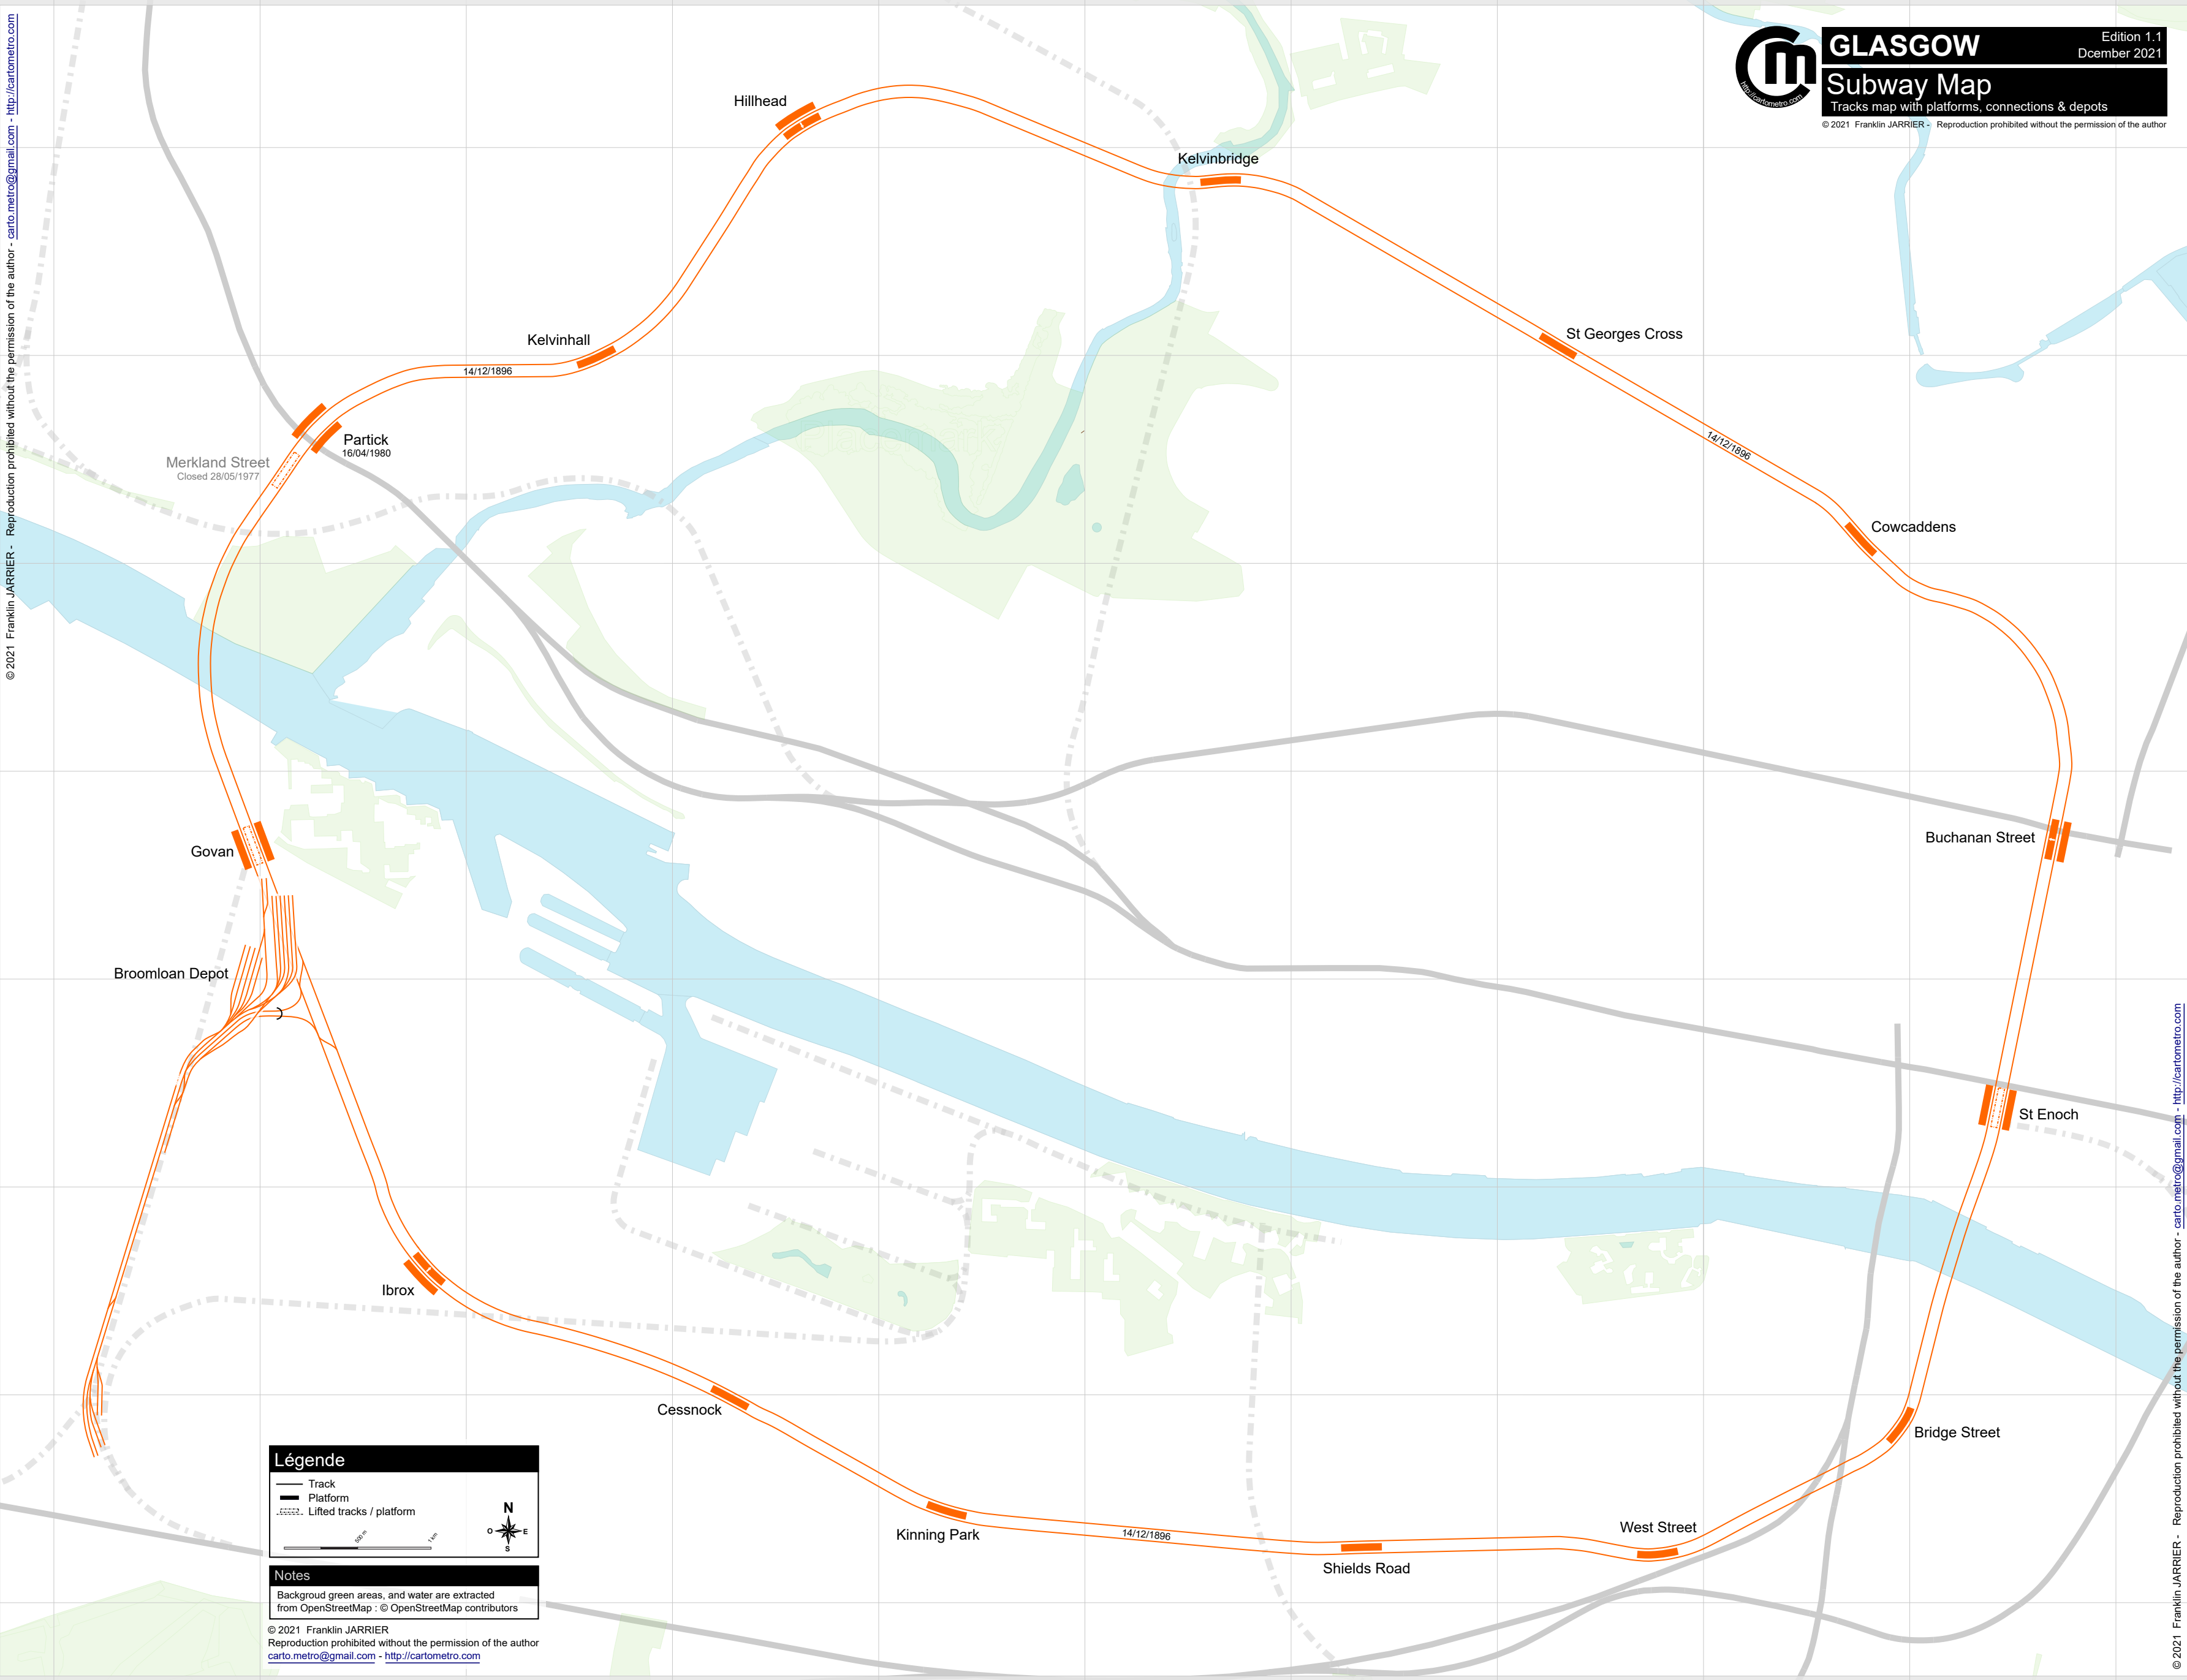 GLASGOW
Edition 1.1
Dcember 2021
Subway Map
Tracks map with platforms, connections & depots
http://cartometro.com
© 2021 Franklin JARRIER - Reproduction prohibited without the permission of the author
© 2021 Franklin JARRIER - Reproduction prohibited without the permission of the author - carto.metro@gmail.com - http://cartometro.com
Hillhead
Kelvinbridge
Kelvinhall
14/12/1896
St Georges Cross
Partick
16/04/1980
Merkland Street
Closed 28/05/1977
14/12/1896
Cowcaddens
Buchanan Street
Govan
Broomloan Depot
St Enoch
Ibrox
Cessnock
Bridge Street
Kinning Park
14/12/1896
West Street
Shields Road
Légende
Track
Platform
Lifted tracks / platform
500 m
1 km
N
O
E
S
Notes
Backgroud green areas, and water are extracted
from OpenStreetMap : © OpenStreetMap contributors
© 2021 Franklin JARRIER
Reproduction prohibited without the permission of the author
carto.metro@gmail.com - http://cartometro.com
© 2021 Franklin JARRIER - Reproduction prohibited without the permission of the author - carto.metro@gmail.com - http://cartometro.com